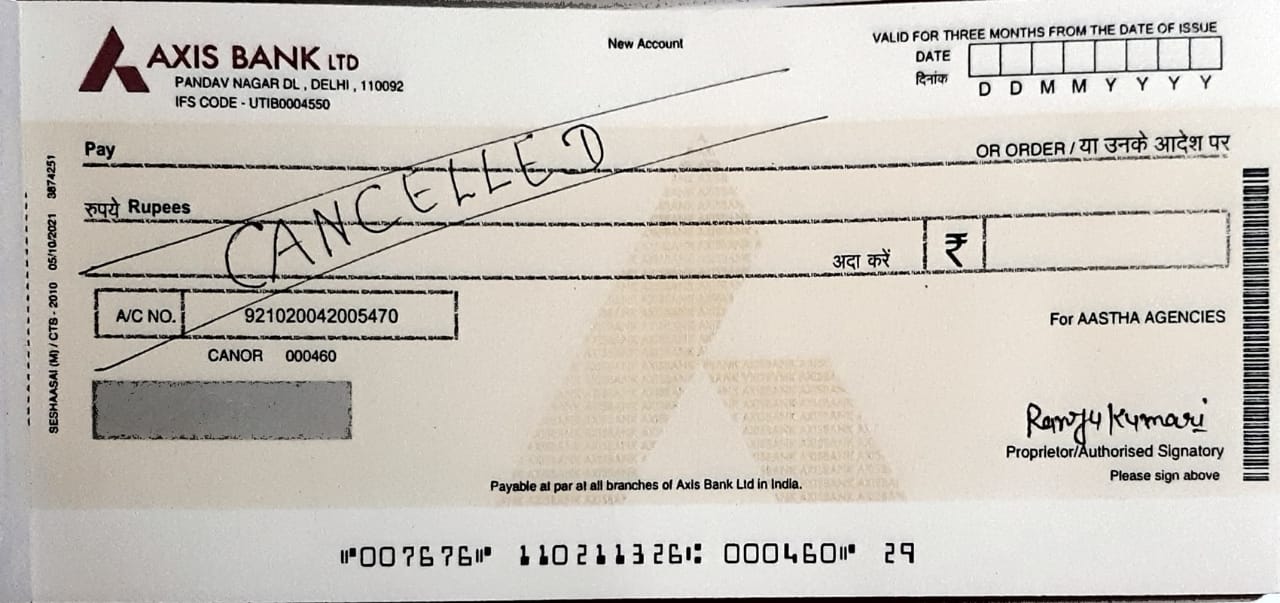 AXIS BANK LTD
PANDAV NAGAR DL , DELHI , 110092
IFS CODE - UTIB0004550
New Account
VALID FOR THREE MONTHS FROM THE DATE OF ISSUE
DATE
दिनांक
D D M M Y Y Y Y
Pay
OR ORDER / या उनके आदेश पर
CANCELLED
रुपये Rupees
अदा करें
₹
A/C NO. 921020042005470
CANOR 000460
For AASTHA AGENCIES
Ranju Kumari
Proprietor/Authorised Signatory
Please sign above
Payable at par at all branches of Axis Bank Ltd in India.
SESHAASAI (M) / CTS - 2010 05/10/2021 3874251
⑈007676⑈ 110211326⑆ 000460⑈ 29